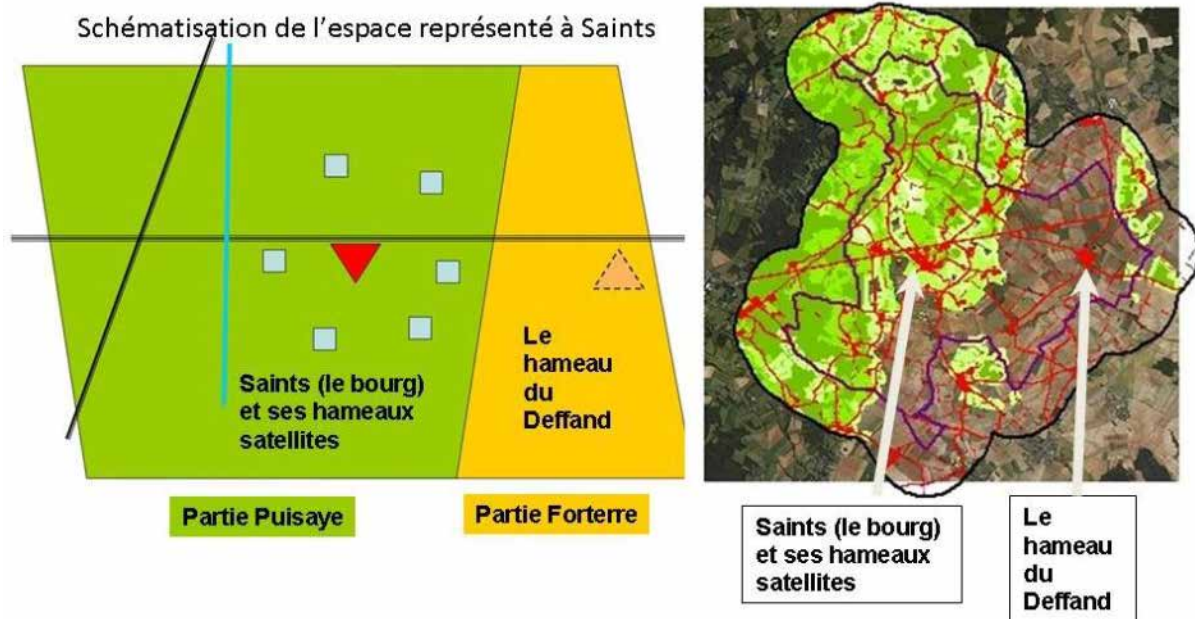 Schématisation de l'espace représenté à Saints
Saints (le bourg)
et ses hameaux
satellites
Le
hameau
du
Deffand
Partie Puisaye
Partie Forterre
Saints (le bourg)
et ses hameaux
satellites
Le
hameau
du
Deffand